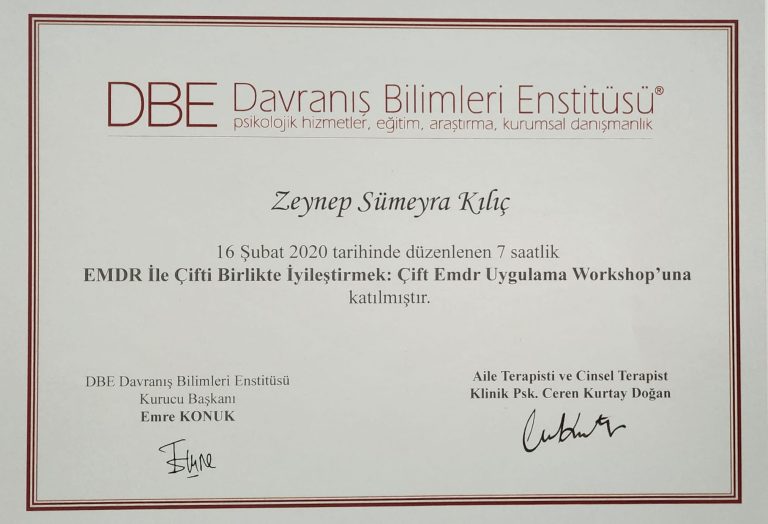 DBE Davranış Bilimleri Enstitüsü®
psikolojik hizmetler, eğitim, araştırma, kurumsal danışmanlık
Zeynep Sümeyra Kılıç
16 Şubat 2020 tarihinde düzenlenen 7 saatlik
EMDR İle Çifti Birlikte İyileştirmek: Çift Emdr Uygulama Workshop’una
katılmıştır.
DBE Davranış Bilimleri Enstitüsü
Kurucu Başkanı
Emre KONUK
Aile Terapisti ve Cinsel Terapist
Klinik Psk. Ceren Kurtay Doğan